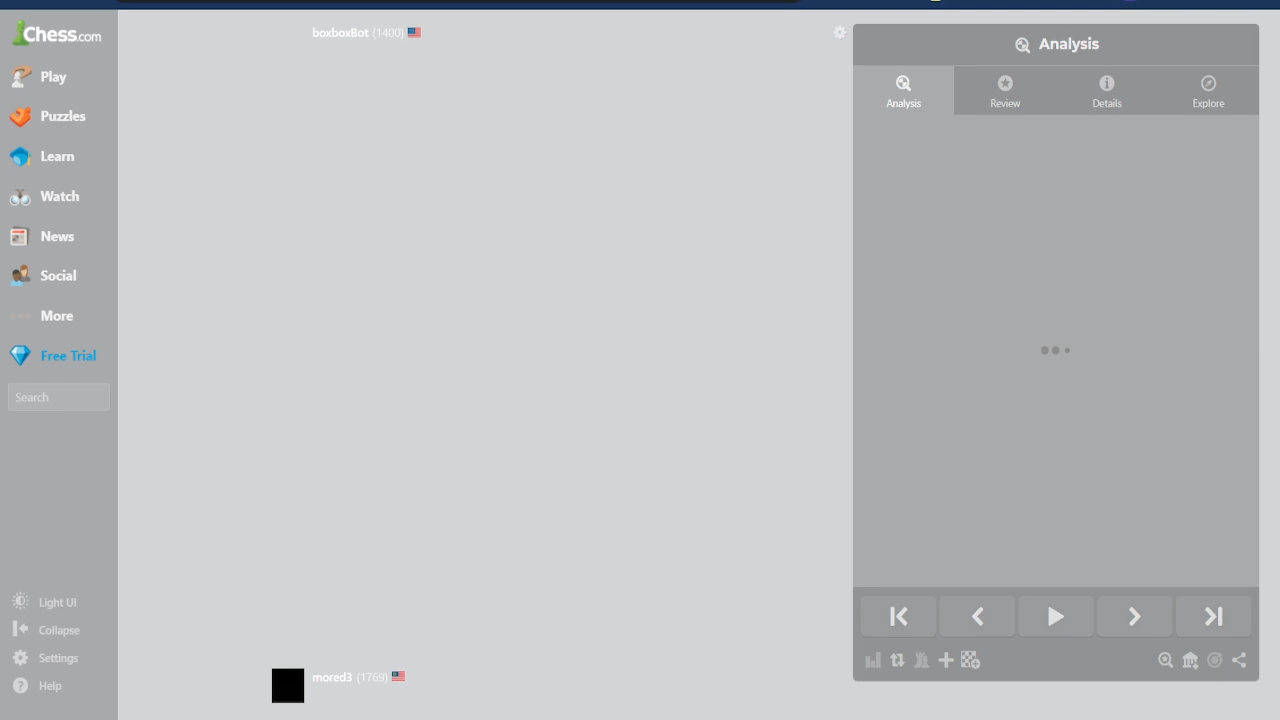 Chess.com
Play
Puzzles
Learn
Watch
News
Social
More
Free Trial
Search
Light UI
Collapse
Settings
Help
boxboxBot (1400)
mored3 (1769)
Analysis
Analysis
Review
Details
Explore